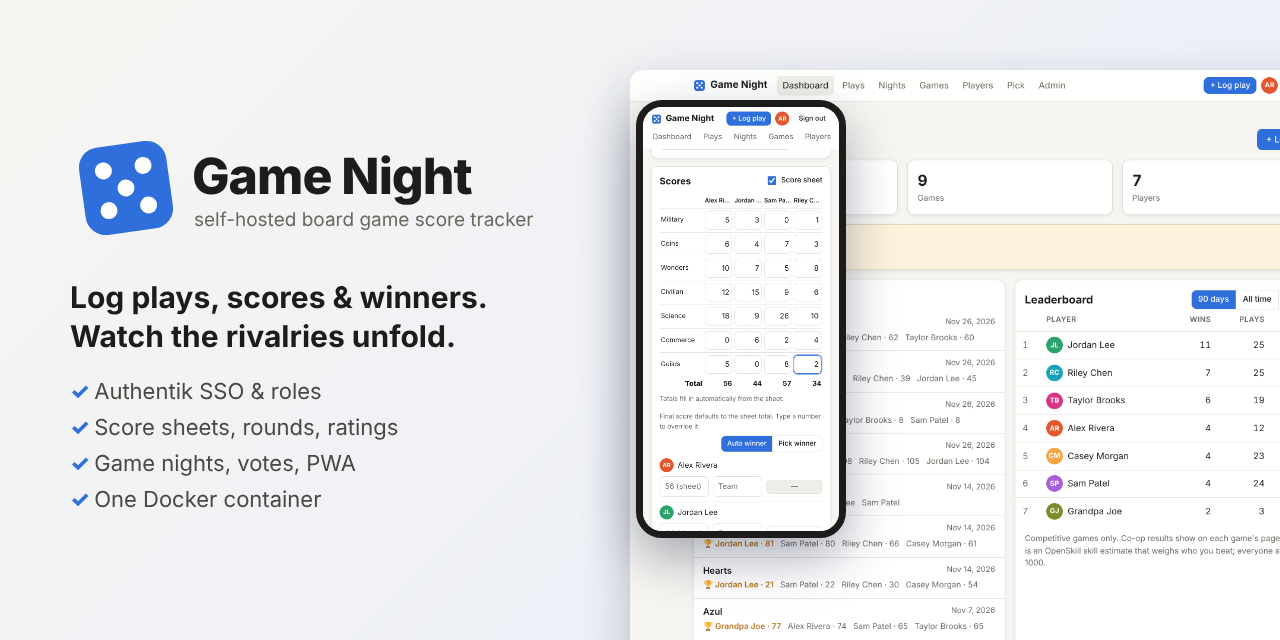 Game Night
self-hosted board game score tracker
Log plays, scores & winners.
Watch the rivalries unfold.
Authentik SSO & roles
Score sheets, rounds, ratings
Game nights, votes, PWA
One Docker container
Game Night Dashboard Plays Nights Games Players Pick Admin + Log play AR
Game Night + Log play AR Sign out
Dashboard Plays Nights Games Players
Scores Score sheet
Alex Ri... Jordan ... Sam Pa... Riley C...
Military 5 3 0 1
Coins 6 4 7 3
Wonders 10 7 5 8
Civilian 12 15 9 6
Science 18 9 26 10
Commerce 0 6 2 4
Guilds 5 0 8 2
Total 56 44 57 34
Totals fill in automatically from the sheet.
Final score defaults to the sheet total. Type a number
to override it.
Auto winner Pick winner
AR Alex Rivera
56 (sheet) Team —
JL Jordan Lee
9
Games
7
Players
Nov 26, 2026
Riley Chen · 62 Taylor Brooks · 60
Nov 26, 2026
Riley Chen · 39 Jordan Lee · 45
Nov 26, 2026
Taylor Brooks · 8 Sam Patel · 8
Nov 26, 2026
Riley Chen · 105 Jordan Lee · 104
Nov 14, 2026
Sam Patel
Nov 14, 2026
Jordan Lee · 81 Sam Patel · 80 Riley Chen · 66 Casey Morgan · 61
Hearts Nov 14, 2026
Jordan Lee · 21 Sam Patel · 22 Riley Chen · 30 Casey Morgan · 54
Azul Nov 7, 2026
Grandpa Joe · 77 Alex Rivera · 74 Sam Patel · 65 Taylor Brooks · 65
Leaderboard 90 days All time
PLAYER WINS PLAYS
1 JL Jordan Lee 11 25
2 RC Riley Chen 7 25
3 TB Taylor Brooks 6 19
4 AR Alex Rivera 4 12
5 CM Casey Morgan 4 23
6 SP Sam Patel 4 24
7 GJ Grandpa Joe 2 3
Competitive games only. Co-op results show on each game's page
is an OpenSkill skill estimate that weighs who you beat; everyone
1000.